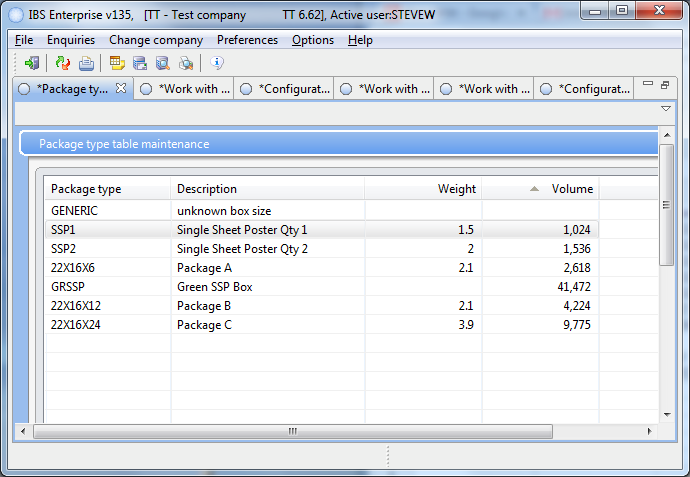 IBS Enterprise v135, [TT - Test company TT 6.62], Active user:STEVEW
File Enquiries Change company Preferences Options Help
*Package ty... *Work with ... *Configurat... *Work with ... *Work with ... *Configurat...
Package type table maintenance
Package type Description Weight Volume
GENERIC unknown box size
SSP1 Single Sheet Poster Qty 1 1.5 1,024
SSP2 Single Sheet Poster Qty 2 2 1,536
22X16X6 Package A 2.1 2,618
GRSSP Green SSP Box 41,472
22X16X12 Package B 2.1 4,224
22X16X24 Package C 3.9 9,775